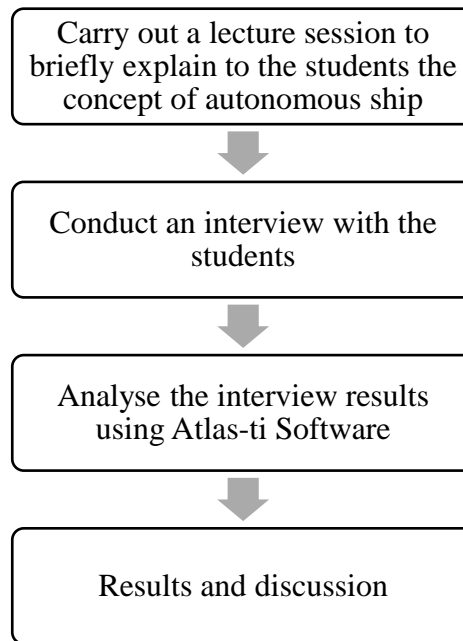 Carry out a lecture session to
briefly explain to the students the
concept of autonomous ship
Conduct an interview with the
students
Analyse the interview results
using Atlas-ti Software
Results and discussion